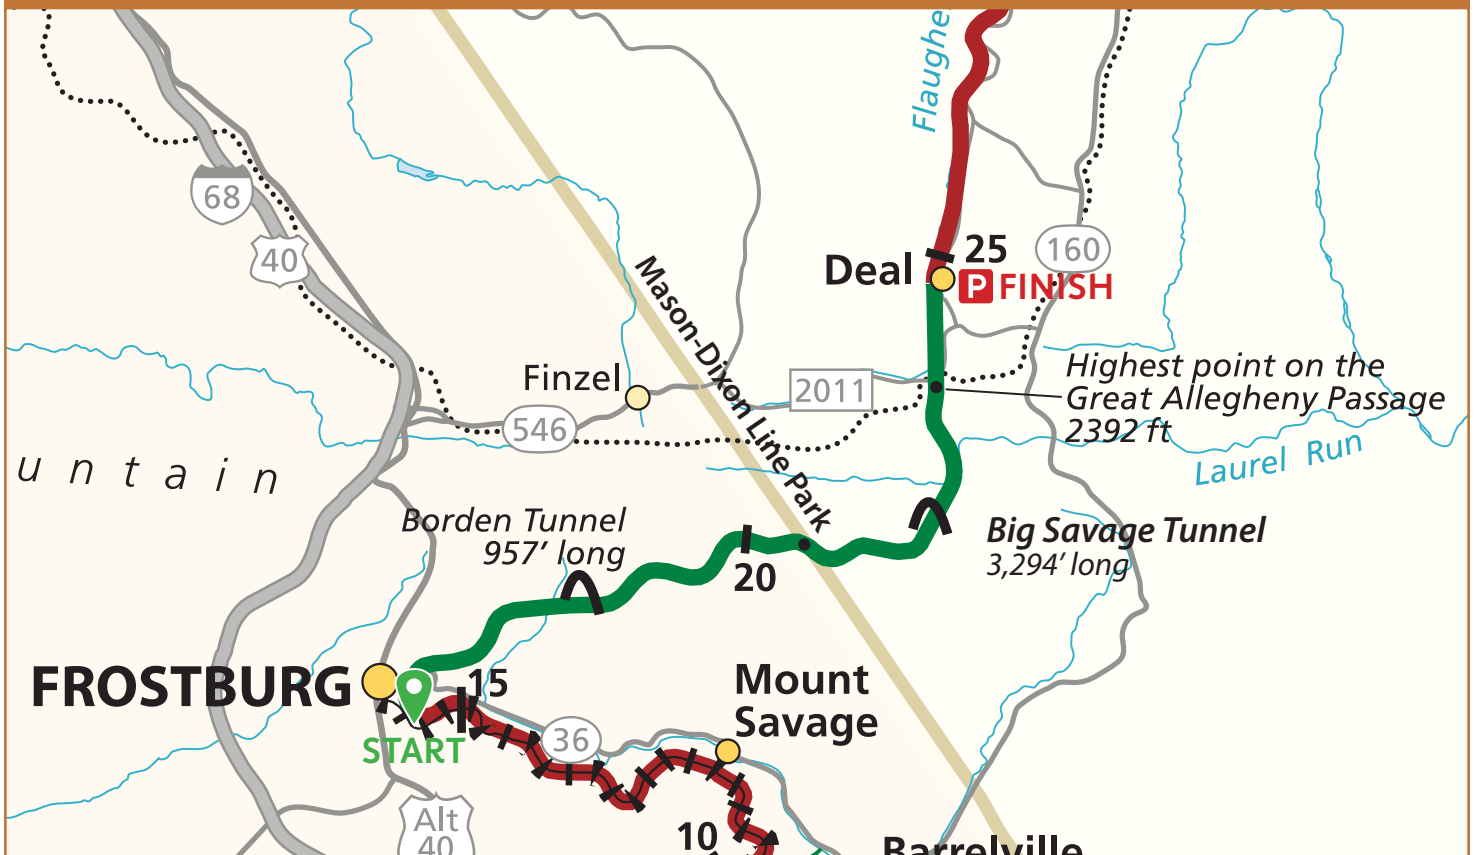 Flaughe
68
40
25
160
Deal
P FINISH
Mason-Dixon Line Park
Highest point on the
Great Allegheny Passage
2392 ft
Finzel
2011
546
Laurel Run
untain
Borden Tunnel
957’ long
Big Savage Tunnel
3,294’ long
20
FROSTBURG
15
Mount
Savage
START
36
Alt
40
10
Barrelville